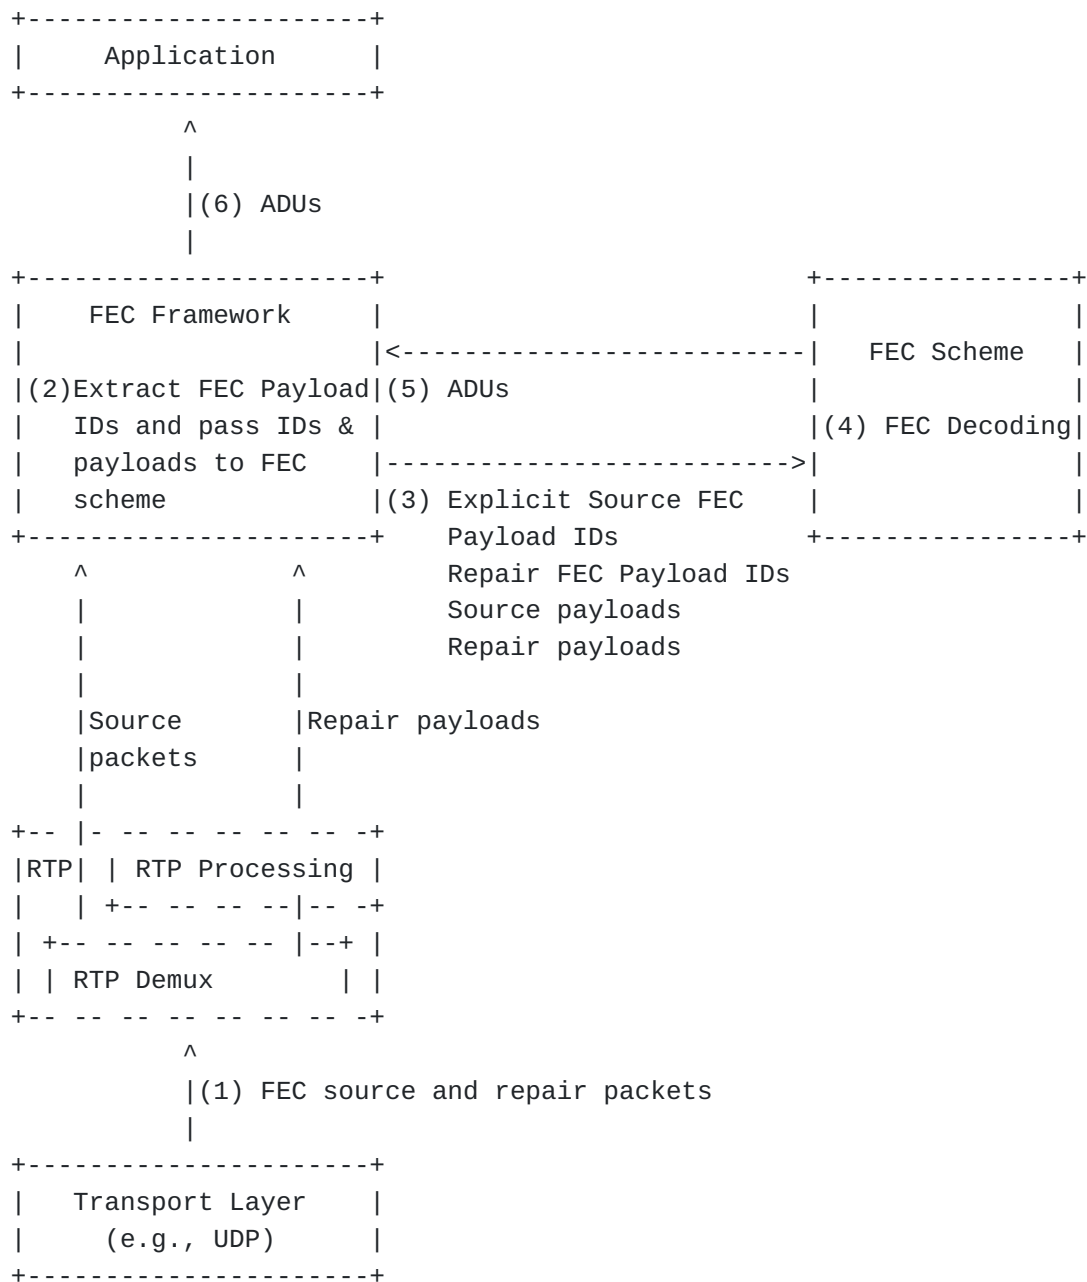 +----------------------+
|     Application      |
+----------------------+
           ^
           |
           |(6) ADUs
           |
+----------------------+                           +----------------+
|    FEC Framework     |                           |                |
|                      |<--------------------------|   FEC Scheme   |
|(2)Extract FEC Payload|(5) ADUs                   |                |
|   IDs and pass IDs & |                           |(4) FEC Decoding|
|   payloads to FEC    |-------------------------->|                |
|   scheme             |(3) Explicit Source FEC    |                |
+----------------------+    Payload IDs            +----------------+
    ^             ^         Repair FEC Payload IDs
    |             |         Source payloads
    |             |         Repair payloads
    |             |
    |Source       |Repair payloads
    |packets      |
    |             |
+-- |- -- -- -- -- -- -+
|RTP| | RTP Processing |
|   | +-- -- -- --|-- -+
| +-- -- -- -- -- |--+ |
| | RTP Demux        | |
+-- -- -- -- -- -- -- -+
           ^
           |(1) FEC source and repair packets
           |
+----------------------+
|   Transport Layer    |
|     (e.g., UDP)      |
+----------------------+